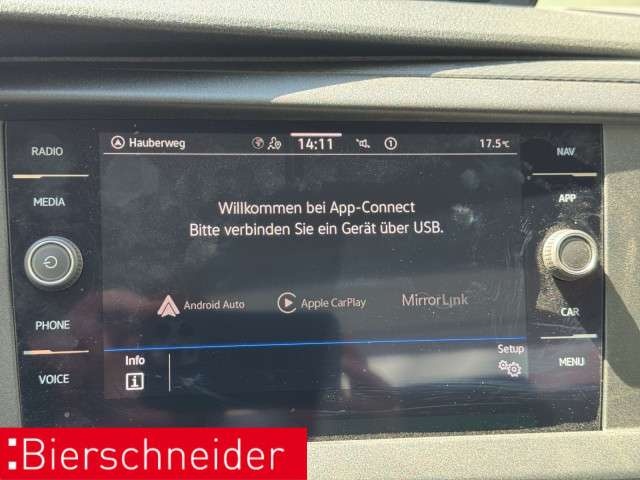 RADIO
MEDIA
PHONE
VOICE
Hauberweg
14:11
1
17.5°C
Willkommen bei App-Connect
Bitte verbinden Sie ein Gerät über USB.
Android Auto
Apple CarPlay
MirrorLink
Info
i
Setup
NAV
APP
CAR
MENU
Bierschneider